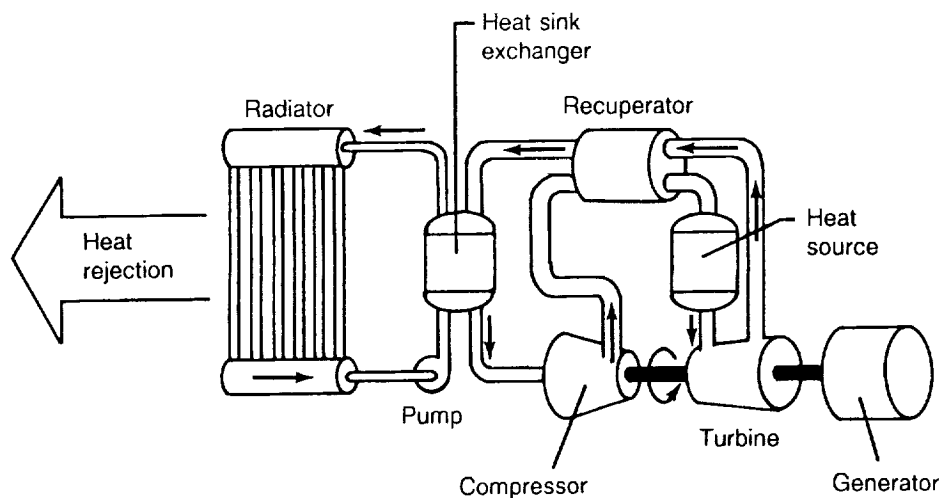 Heat sink
exchanger
Radiator
Recuperator
Heat
rejection
Heat
source
Pump
Turbine
Compressor
Generator